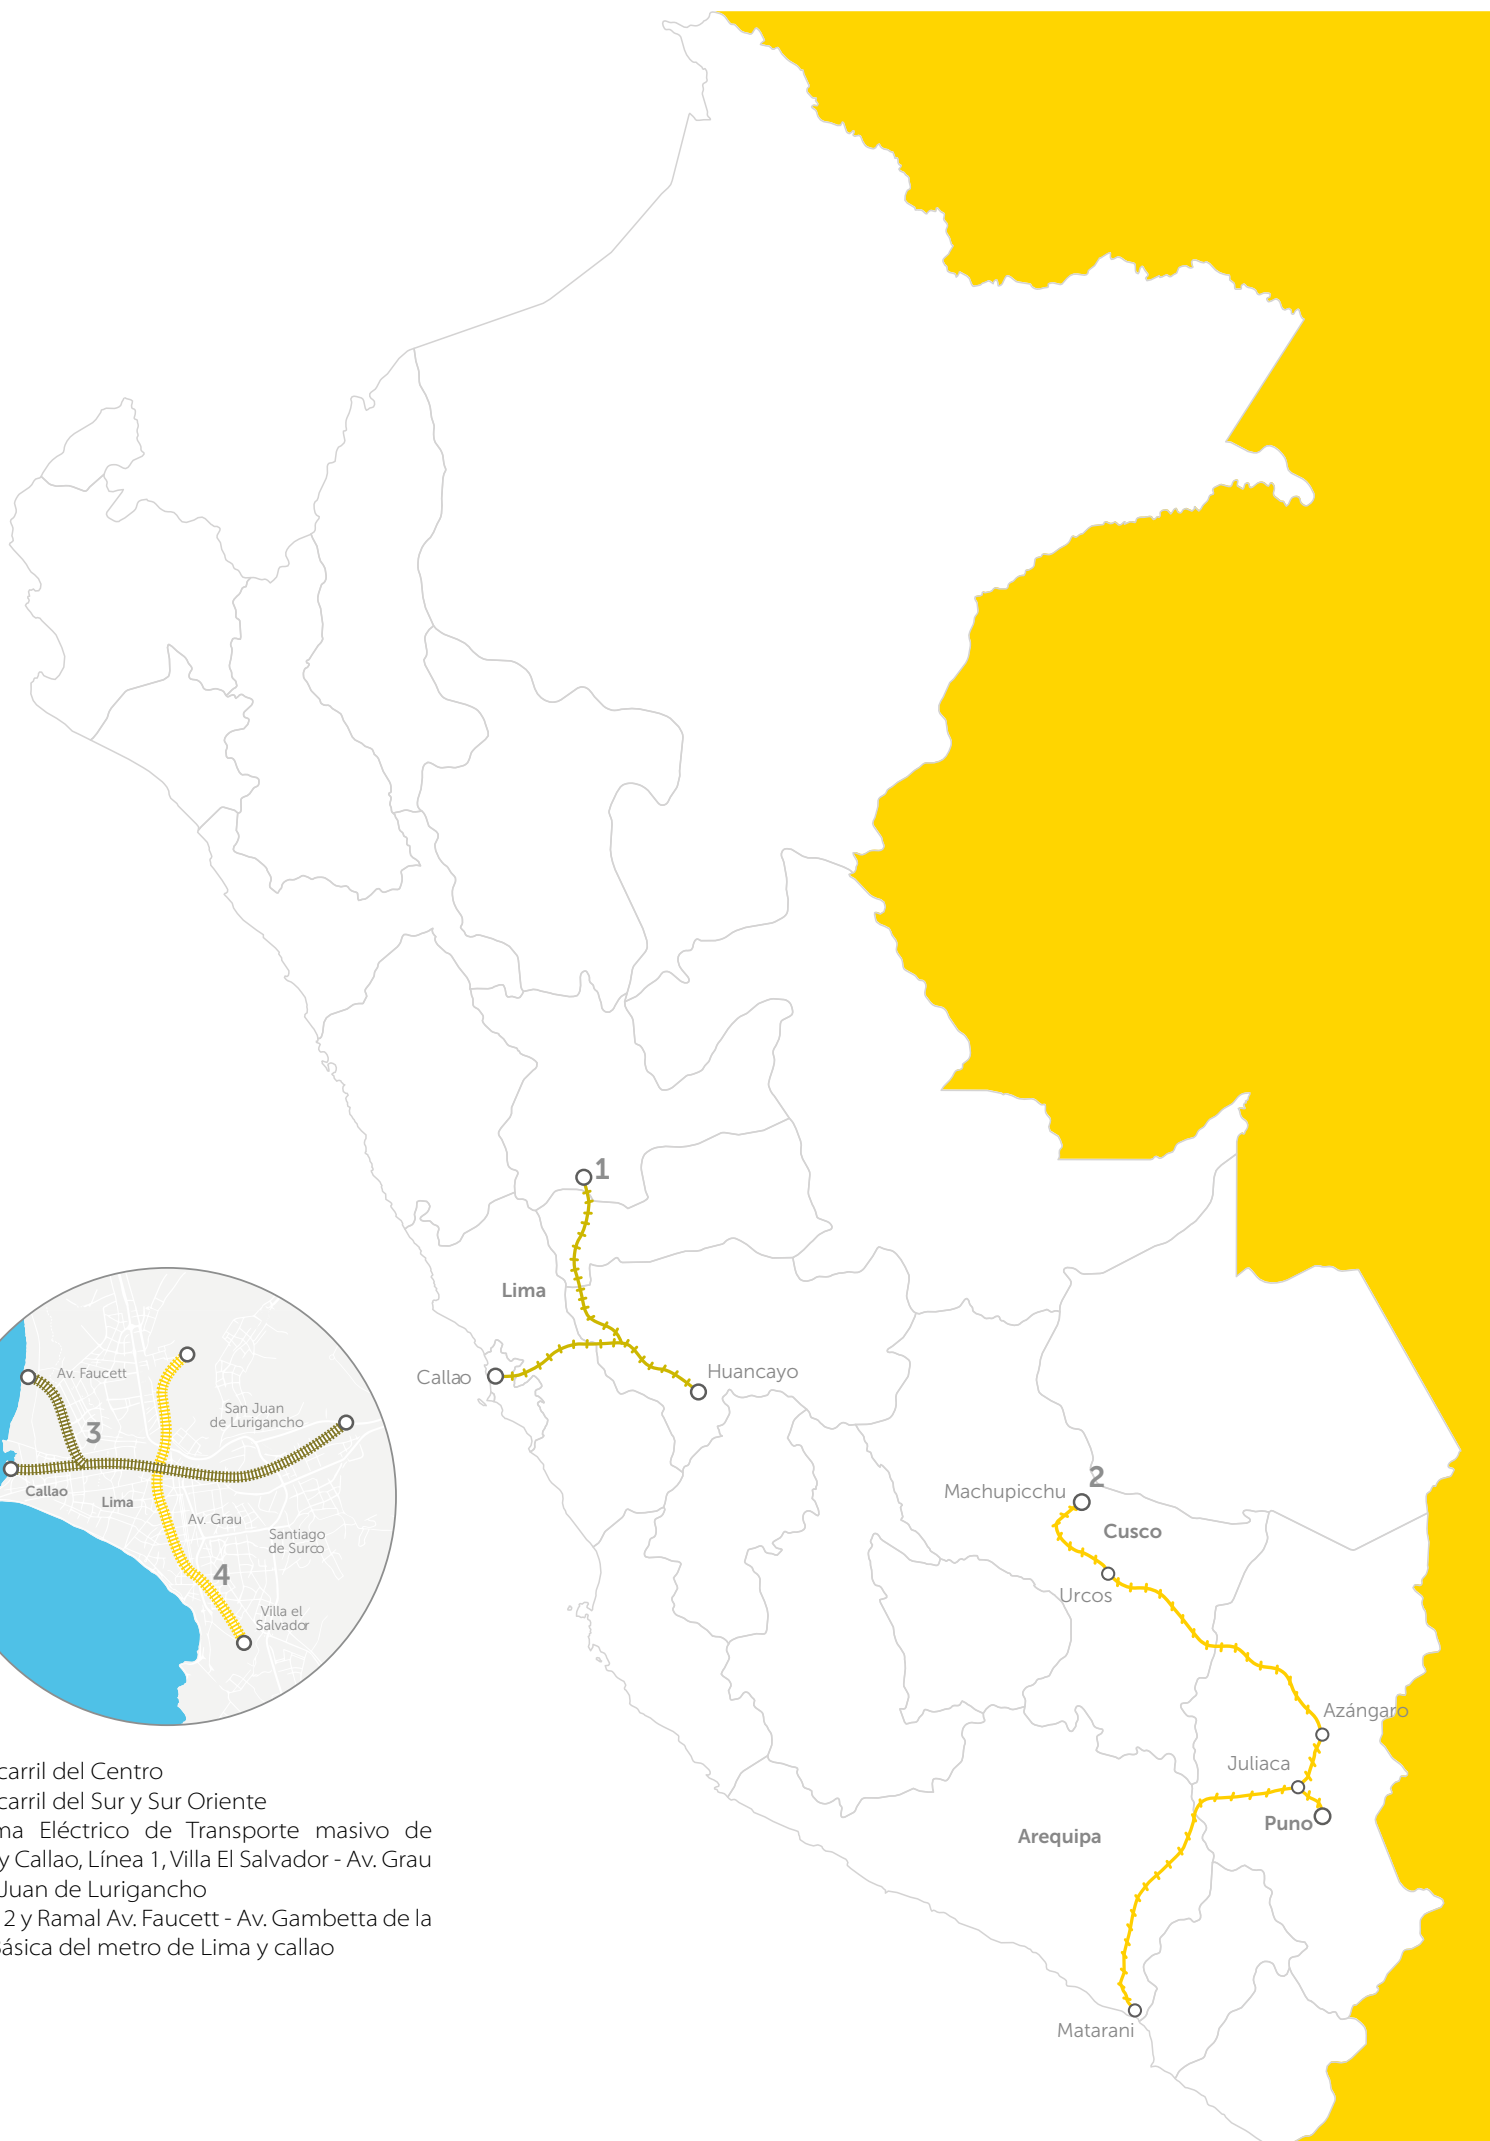 1
Lima
Callao
Huancayo
Av. Faucett
San Juan
de Lurigancho
3
Callao
Lima
Av. Grau
Santiago
de Surco
4
Villa el
Salvador
2
Machupicchu
Cusco
Urcos
Azángaro
Juliaca
Puno
Arequipa
Matarani
carril del Centro
carril del Sur y Sur Oriente
ma Eléctrico de Transporte masivo de
y Callao, Línea 1, Villa El Salvador - Av. Grau
Juan de Lurigancho
2 y Ramal Av. Faucett - Av. Gambetta de la
Básica del metro de Lima y callao